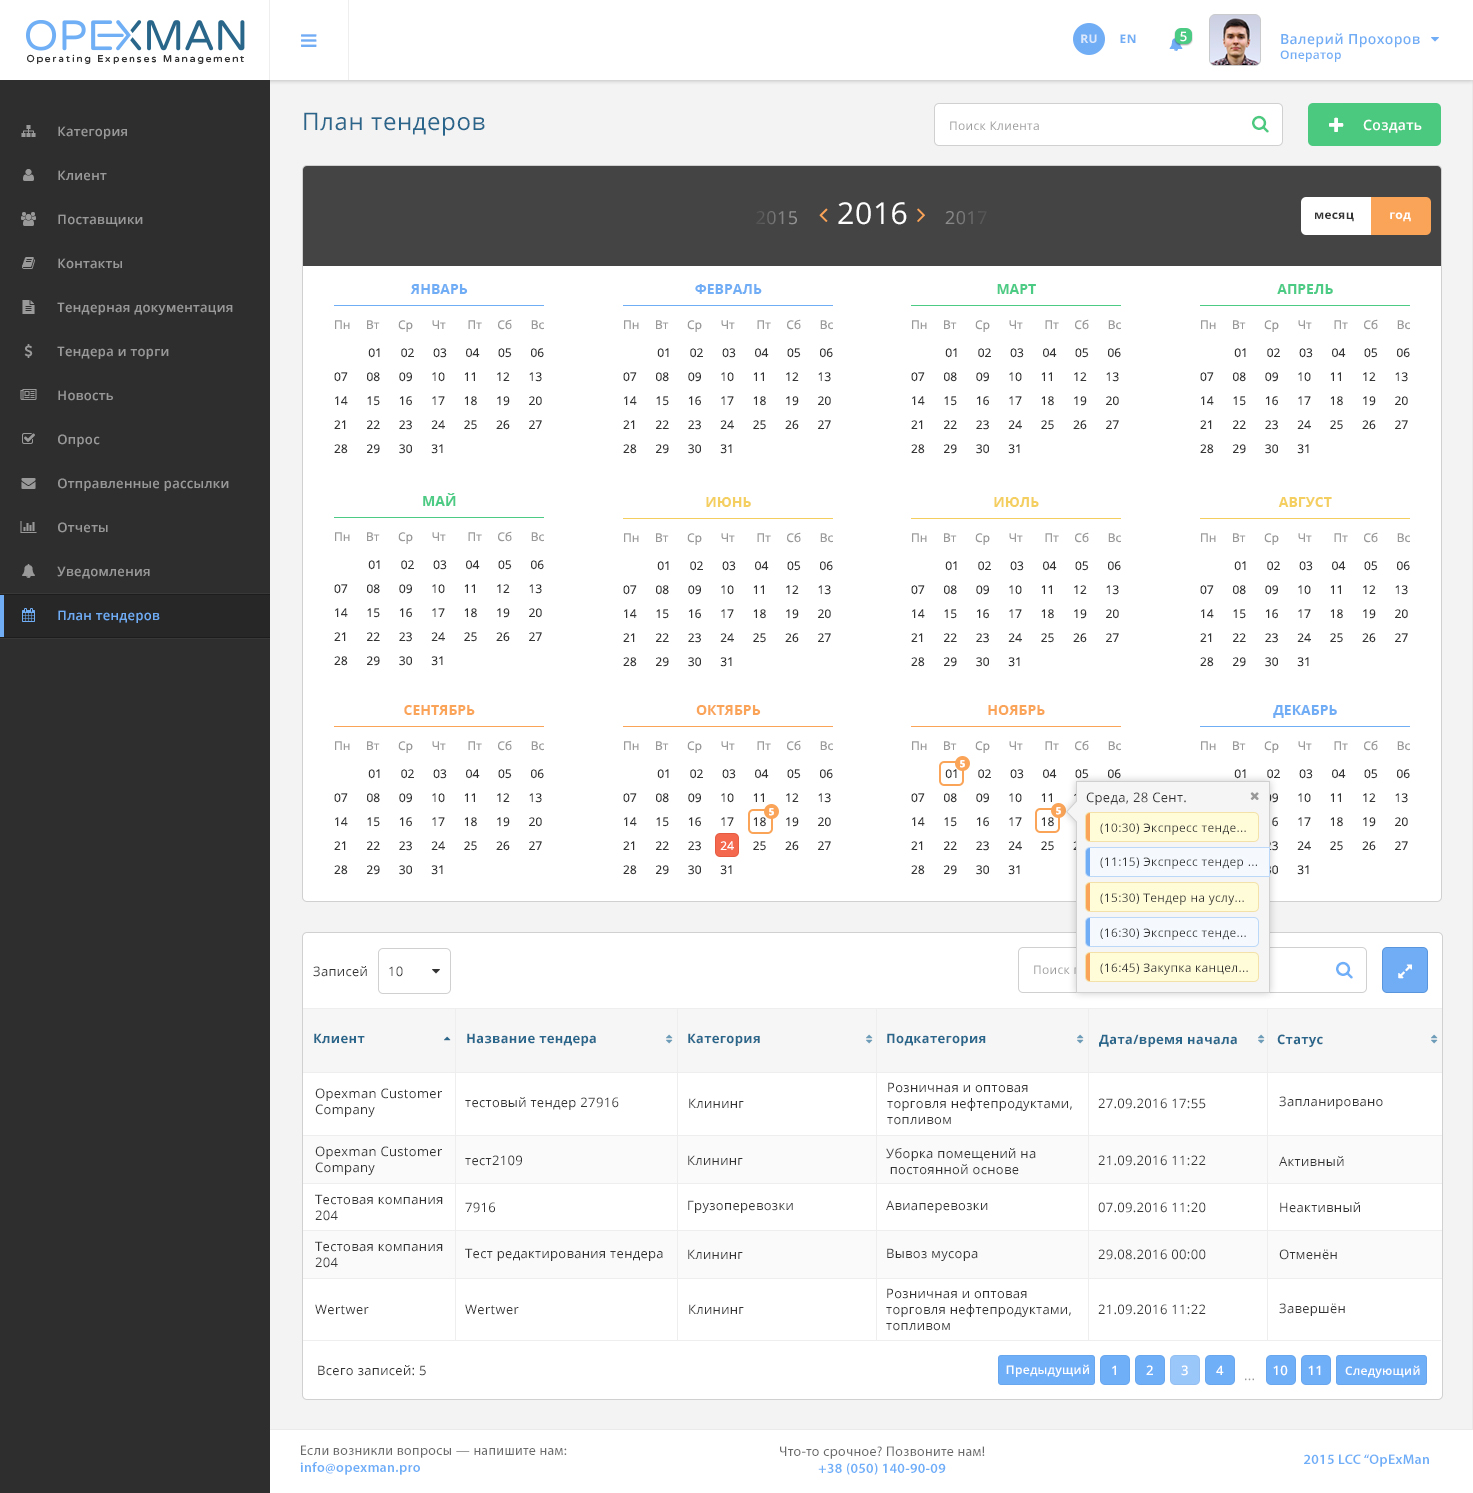 OPEXMAN
Operating Expenses Management
RU EN 5 Валерий Прохоров
Оператор
Категория
Клиент
Поставщики
Контакты
Тендерная документация
Тендера и торги
Новость
Опрос
Отправленные рассылки
Отчеты
Уведомления
План тендеров
План тендеров
Поиск Клиента
Создать
2015 2016 2017
месяц год
ЯНВАРЬ
Пн Вт Ср Чт Пт Сб Вс
01 02 03 04 05 06
07 08 09 10 11 12 13
14 15 16 17 18 19 20
21 22 23 24 25 26 27
28 29 30 31
ФЕВРАЛЬ
Пн Вт Ср Чт Пт Сб Вс
01 02 03 04 05 06
07 08 09 10 11 12 13
14 15 16 17 18 19 20
21 22 23 24 25 26 27
28 29 30 31
МАРТ
Пн Вт Ср Чт Пт Сб Вс
01 02 03 04 05 06
07 08 09 10 11 12 13
14 15 16 17 18 19 20
21 22 23 24 25 26 27
28 29 30 31
АПРЕЛЬ
Пн Вт Ср Чт Пт Сб Вс
01 02 03 04 05 06
07 08 09 10 11 12 13
14 15 16 17 18 19 20
21 22 23 24 25 26 27
28 29 30 31
МАЙ
Пн Вт Ср Чт Пт Сб Вс
01 02 03 04 05 06
07 08 09 10 11 12 13
14 15 16 17 18 19 20
21 22 23 24 25 26 27
28 29 30 31
ИЮНЬ
Пн Вт Ср Чт Пт Сб Вс
01 02 03 04 05 06
07 08 09 10 11 12 13
14 15 16 17 18 19 20
21 22 23 24 25 26 27
28 29 30 31
ИЮЛЬ
Пн Вт Ср Чт Пт Сб Вс
01 02 03 04 05 06
07 08 09 10 11 12 13
14 15 16 17 18 19 20
21 22 23 24 25 26 27
28 29 30 31
АВГУСТ
Пн Вт Ср Чт Пт Сб Вс
01 02 03 04 05 06
07 08 09 10 11 12 13
14 15 16 17 18 19 20
21 22 23 24 25 26 27
28 29 30 31
СЕНТЯБРЬ
Пн Вт Ср Чт Пт Сб Вс
01 02 03 04 05 06
07 08 09 10 11 12 13
14 15 16 17 18 19 20
21 22 23 24 25 26 27
28 29 30 31
ОКТЯБРЬ
Пн Вт Ср Чт Пт Сб Вс
01 02 03 04 05 06
07 08 09 10 11 12 13
14 15 16 17 18 5 19 20
21 22 23 24 25 26 27
28 29 30 31
НОЯБРЬ
Пн Вт Ср Чт Пт Сб Вс
01 5 02 03 04 05 06
07 08 09 10 11
14 15 16 17 18 5
21 22 23 24 25
28 29 30 31
ДЕКАБРЬ
Пн Вт Ср Чт Пт Сб Вс
01 02 03 04 05 06
10 11 12 13
16 17 18 19 20
24 25 26 27
31
Среда, 28 Сент.
(10:30) Экспресс тенде...
(11:15) Экспресс тендер ...
(15:30) Тендер на услу...
(16:30) Экспресс тенде...
(16:45) Закупка канцел...
Записей 10 Поиск
Клиент Название тендера Категория Подкатегория Дата/время начала Статус
Opexman Customer
Company
тестовый тендер 27916
Клининг
Розничная и оптовая
торговля нефтепродуктами,
топливом
27.09.2016 17:55
Запланировано
Opexman Customer
Company
тест2109
Клининг
Уборка помещений на
постоянной основе
21.09.2016 11:22
Активный
Тестовая компания
204
7916
Грузоперевозки
Авиаперевозки
07.09.2016 11:20
Неактивный
Тестовая компания
204
Тест редактирования тендера
Клининг
Вывоз мусора
29.08.2016 00:00
Отменён
Wertwer
Wertwer
Клининг
Розничная и оптовая
торговля нефтепродуктами,
топливом
21.09.2016 11:22
Завершён
Всего записей: 5
Предыдущий 1 2 3 4 ... 10 11 Следующий
Если возникли вопросы — напишите нам:
info@opexman.pro
Что-то срочное? Позвоните нам!
+38 (050) 140-90-09
2015 LCC “OpExMan